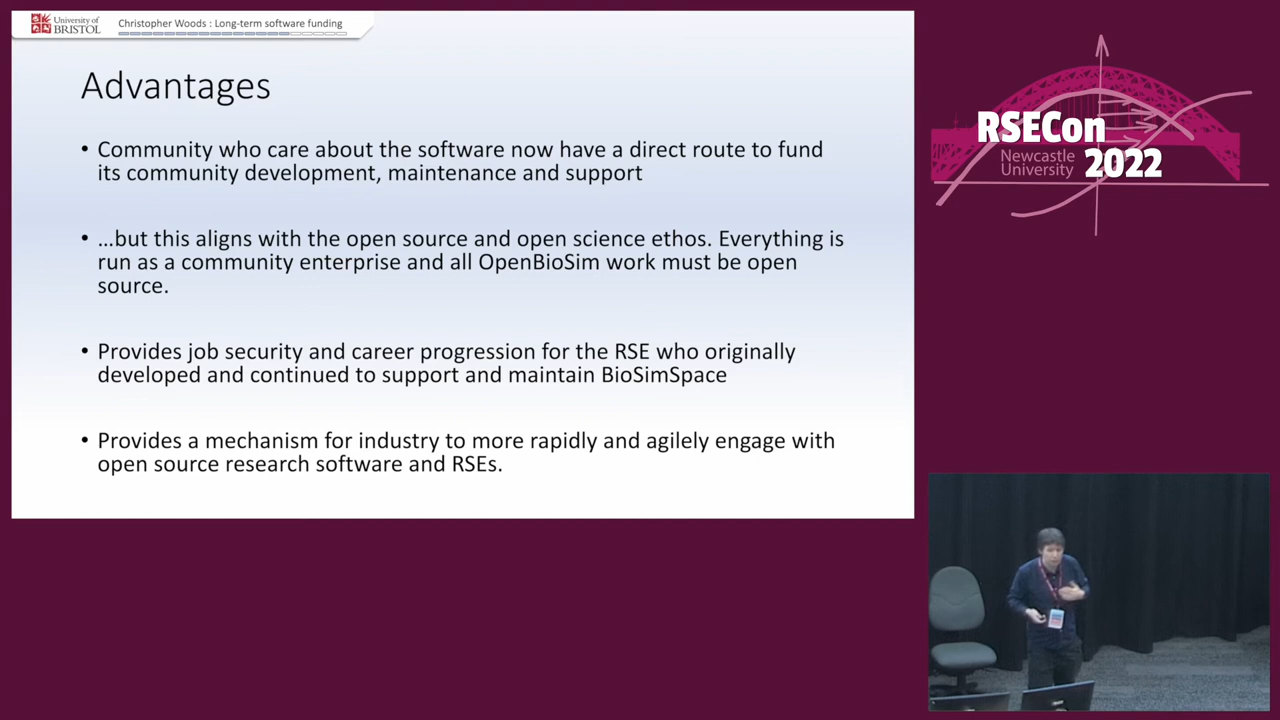 University of
BRISTOL
Christopher Woods : Long-term software funding
Advantages
• Community who care about the software now have a direct route to fund
its community development, maintenance and support
• …but this aligns with the open source and open science ethos. Everything is
run as a community enterprise and all OpenBioSim work must be open
source.
• Provides job security and career progression for the RSE who originally
developed and continued to support and maintain BioSimSpace
• Provides a mechanism for industry to more rapidly and agilely engage with
open source research software and RSEs.
RSECon
Newcastle
University 2022